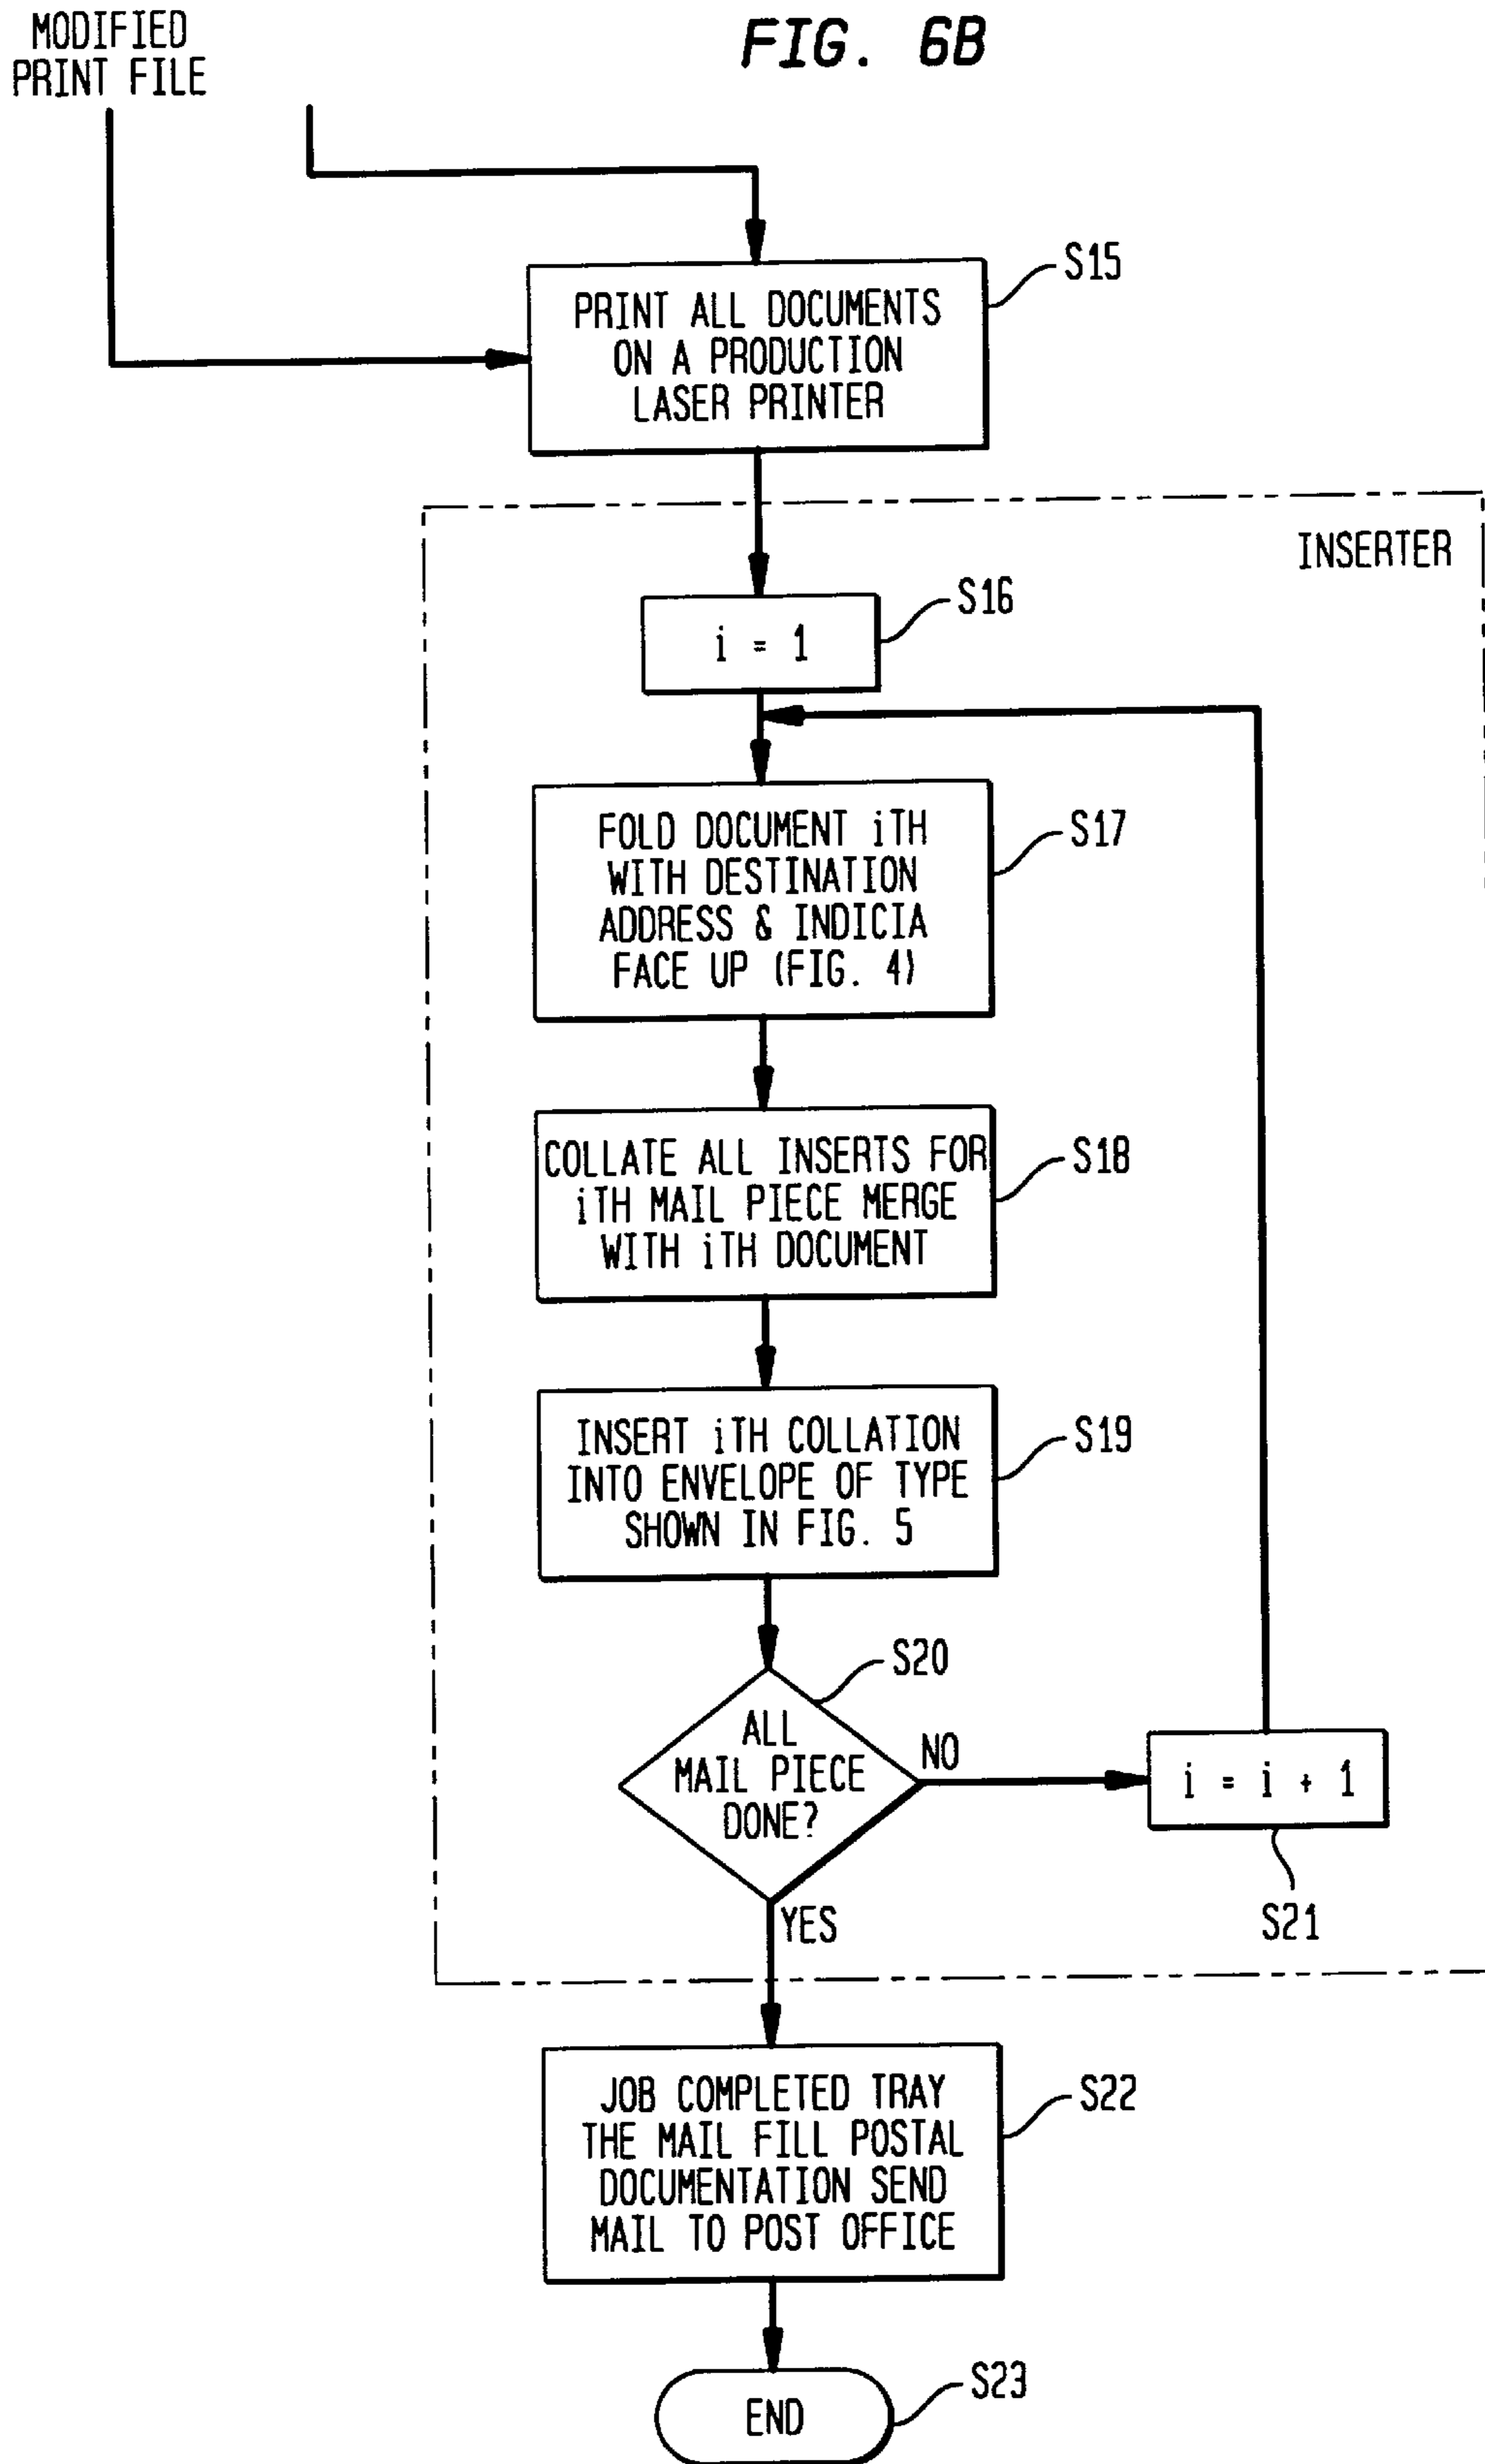 MODIFIED
PRINT FILE
FIG. 6B
S15
PRINT ALL DOCUMENTS
ON A PRODUCTION
LASER PRINTER
INSERTER
S16
i = 1
S17
FOLD DOCUMENT iTH
WITH DESTINATION
ADDRESS & INDICIA
FACE UP (FIG. 4)
S18
COLLATE ALL INSERTS FOR
iTH MAIL PIECE MERGE
WITH iTH DOCUMENT
S19
INSERT iTH COLLATION
INTO ENVELOPE OF TYPE
SHOWN IN FIG. 5
S20
ALL
MAIL PIECE
DONE?
NO
i = i + 1
S21
YES
S22
JOB COMPLETED TRAY
THE MAIL FILL POSTAL
DOCUMENTATION SEND
MAIL TO POST OFFICE
S23
END